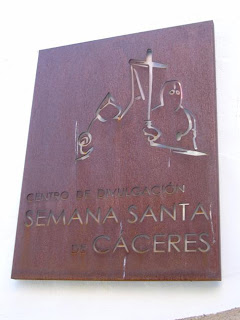 CENTRO DE DIVULGACIÓN
SEMANA SANTA
DE CÁCERES